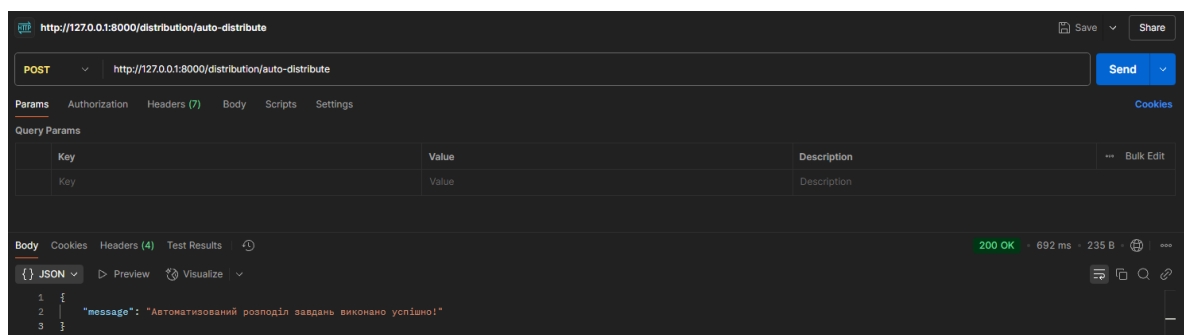 HTTP http://127.0.0.1:8000/distribution/auto-distribute Save Share
POST http://127.0.0.1:8000/distribution/auto-distribute Send
Params Authorization Headers (7) Body Scripts Settings Cookies
Query Params
Key Value Description Bulk Edit
Key Value Description
Body Cookies Headers (4) Test Results 200 OK 692 ms 235 B
{} JSON Preview Visualize
1 {
2 "message": "Автоматизований розподіл завдань виконано успішно!"
3 }